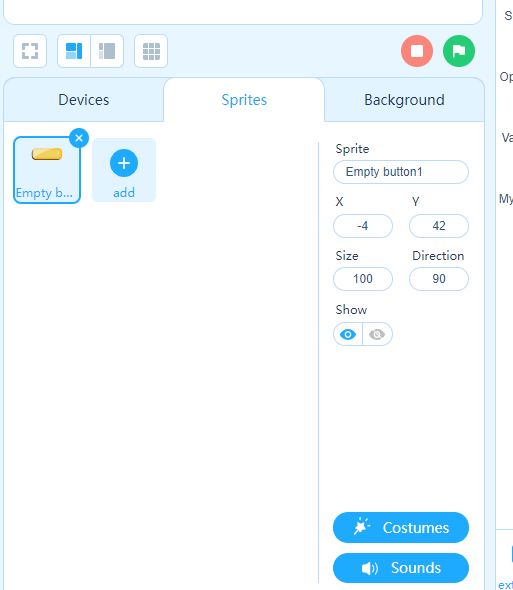 S
Op
Devices
Sprites
Background
Va
Sprite
Empty button1
Empty b...
add
My
X
Y
-4
42
Size
Direction
100
90
Show
Costumes
Sounds
ext